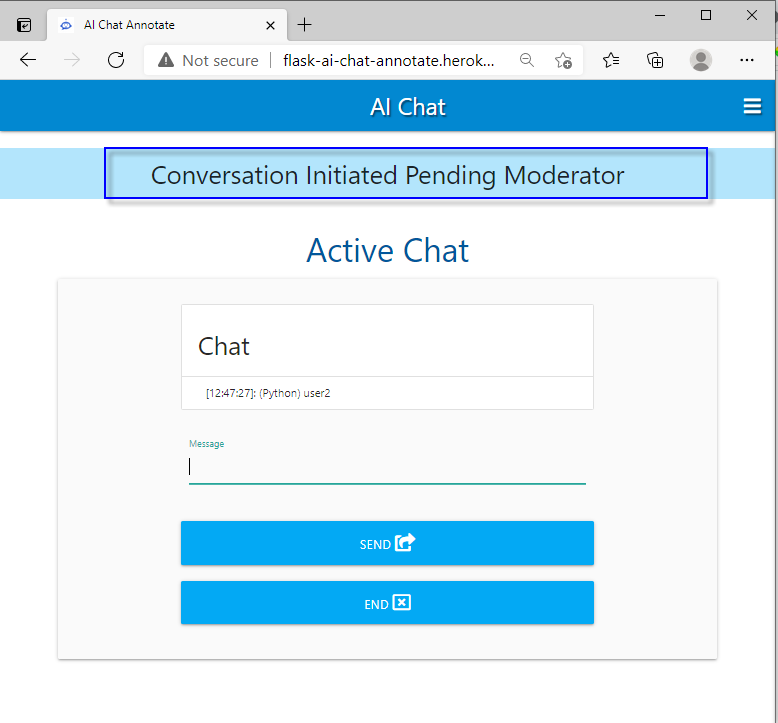 AI Chat Annotate
Not secure | flask-ai-chat-annotate.herok...
AI Chat
Conversation Initiated Pending Moderator
Active Chat
Chat
[12:47:27]: (Python) user2
Message
SEND
END